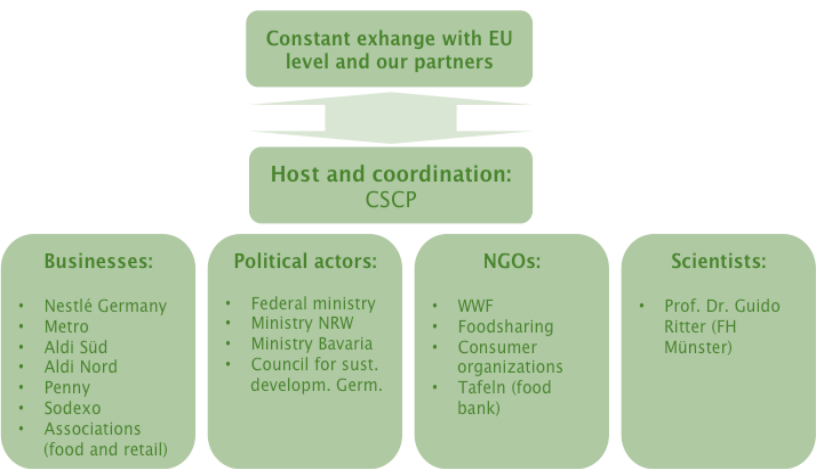 Constant exhange with EU
level and our partners
Host and coordination:
CSCP
Businesses:
• Nestlé Germany
• Metro
• Aldi Süd
• Aldi Nord
• Penny
• Sodexo
• Associations
(food and retail)
Political actors:
• Federal ministry
• Ministry NRW
• Ministry Bavaria
• Council for sust.
developm. Germ.
NGOs:
• WWF
• Foodsharing
• Consumer
organizations
• Tafeln (food
bank)
Scientists:
• Prof. Dr. Guido
Ritter (FH
Münster)